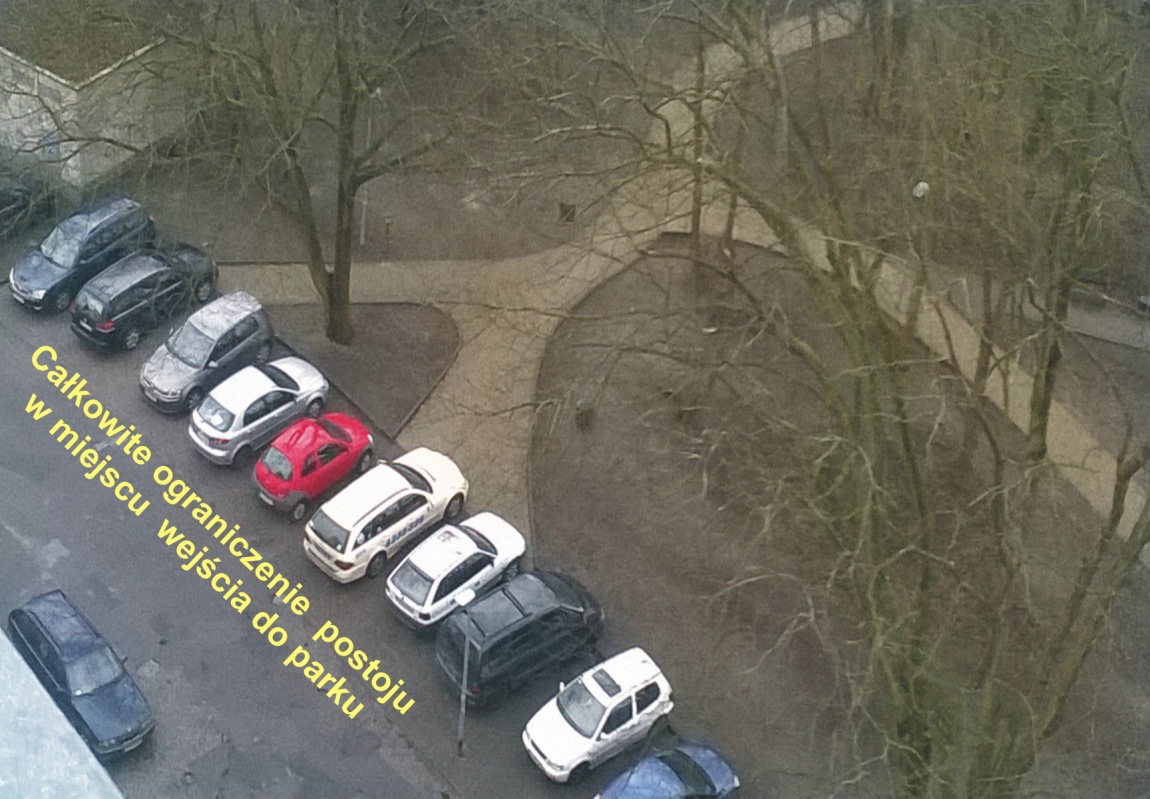 Całkowite ograniczenie postoju
w miejscu wejścia do parku